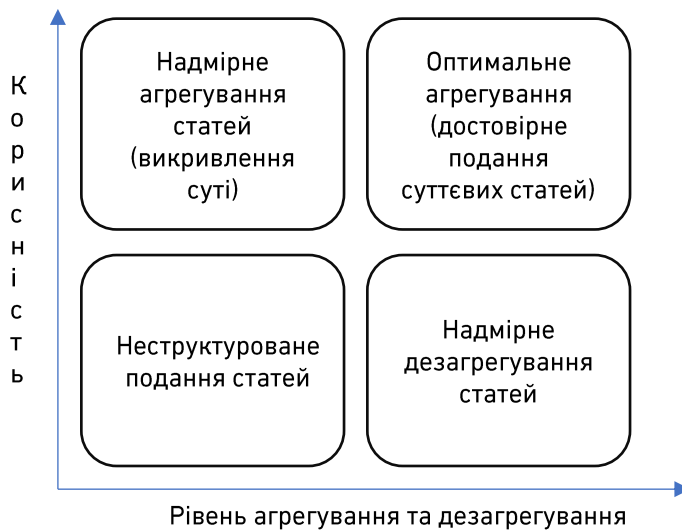 Корисність
Надмірне
агрегування
статей
(викривлення
суті)
Оптимальне
агрегування
(достовірне
подання
суттєвих статей)
Неструктуроване
подання статей
Надмірне
дезагрегування
статей
Рівень агрегування та дезагрегування